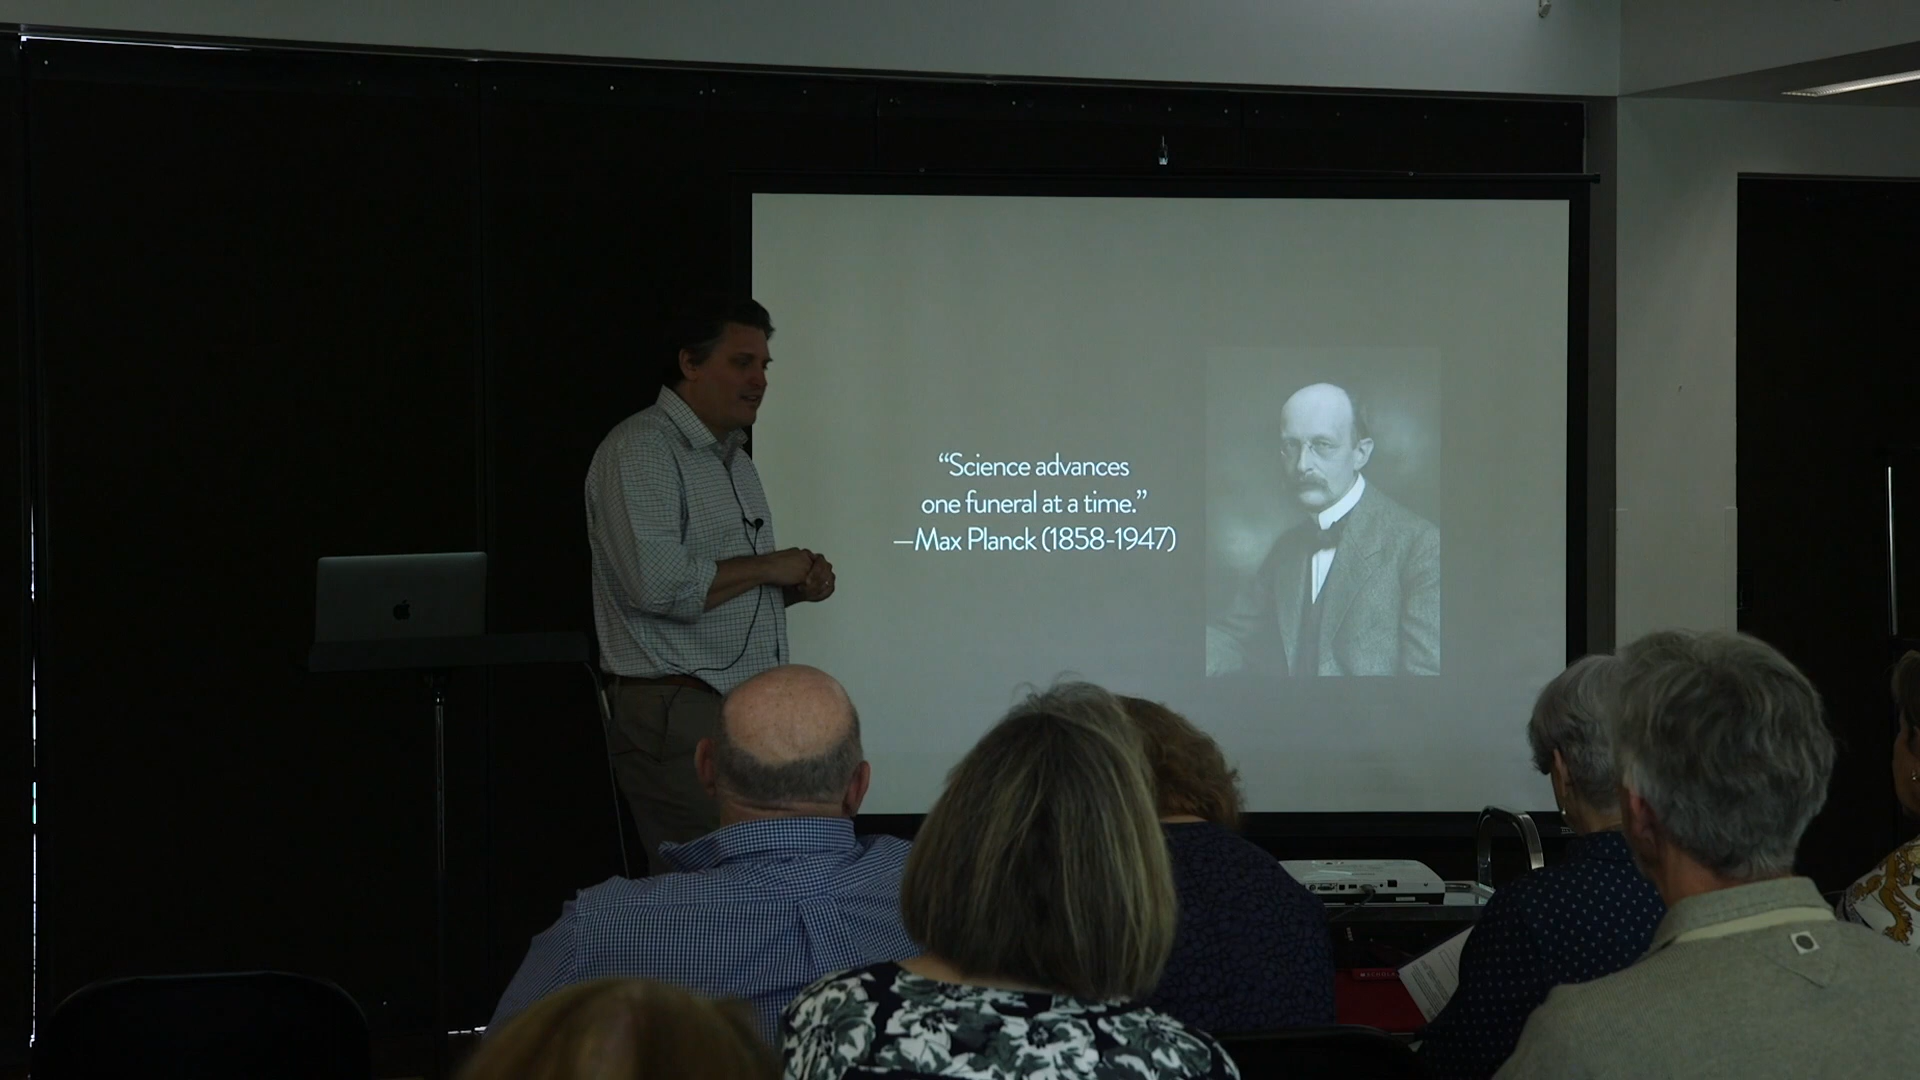 “Science advances
one funeral at a time.”
—Max Planck (1858-1947)